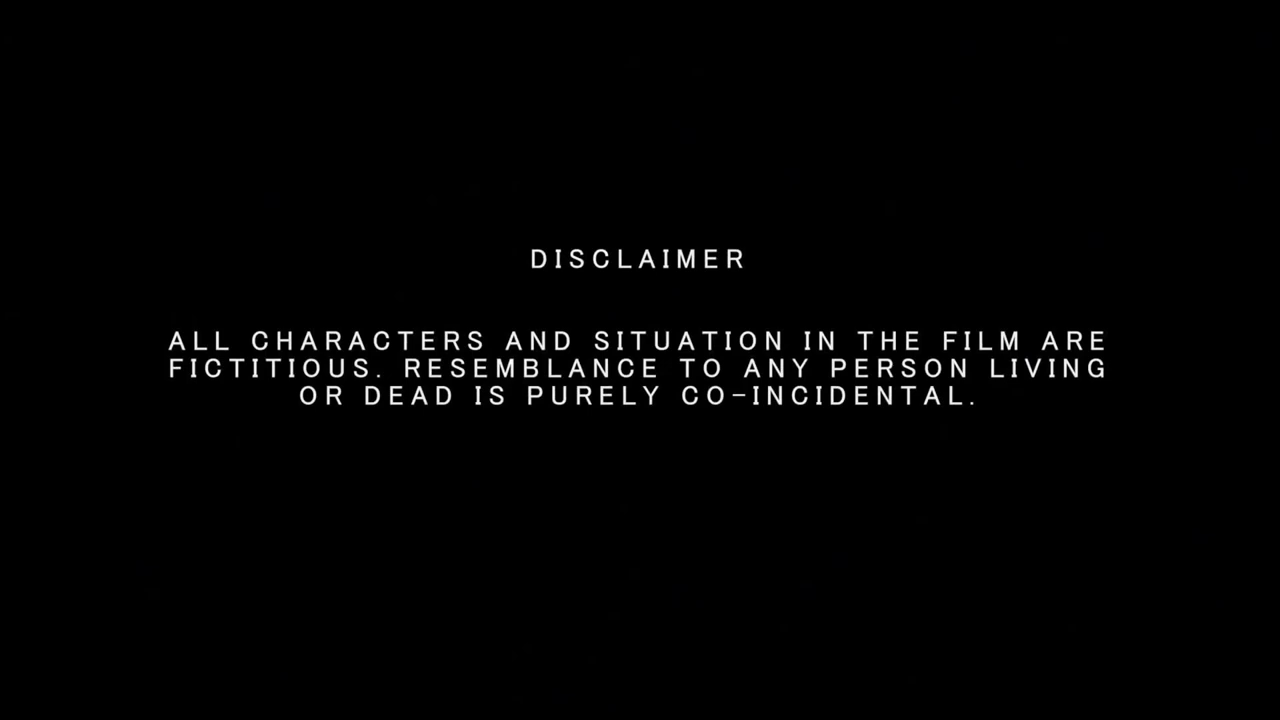 DISCLAIMER
ALL CHARACTERS AND SITUATION IN THE FILM ARE
FICTITIOUS. RESEMBLANCE TO ANY PERSON LIVING
OR DEAD IS PURELY CO-INCIDENTAL.